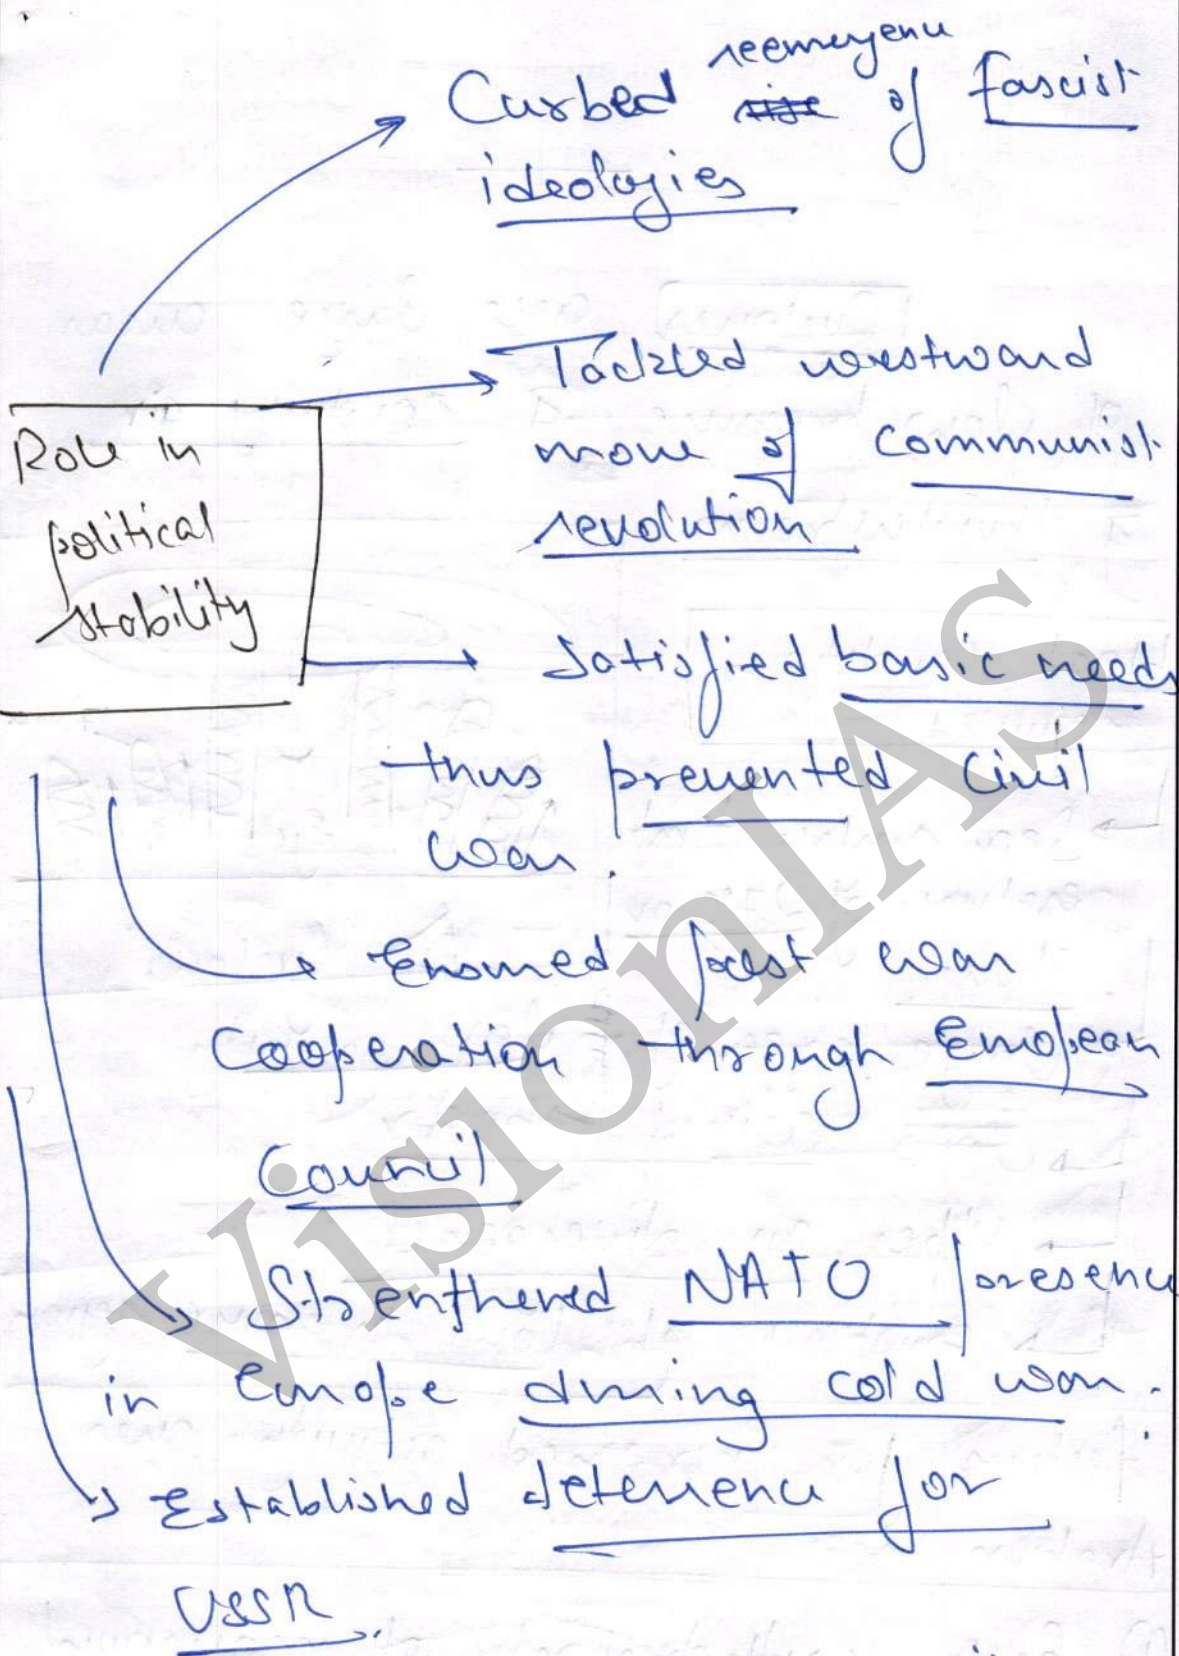 Curbed reemergence of fascist
ideologies
Tackled westward
move of communist
revolution
Role in
political
stability
Satisfied basic needs
thus prevented civil
war.
Ensured post war
Cooperation through European
Council
Strenthened NATO presence
in Europe during cold war.
Established deterrence for
USSR.
VisionIAS